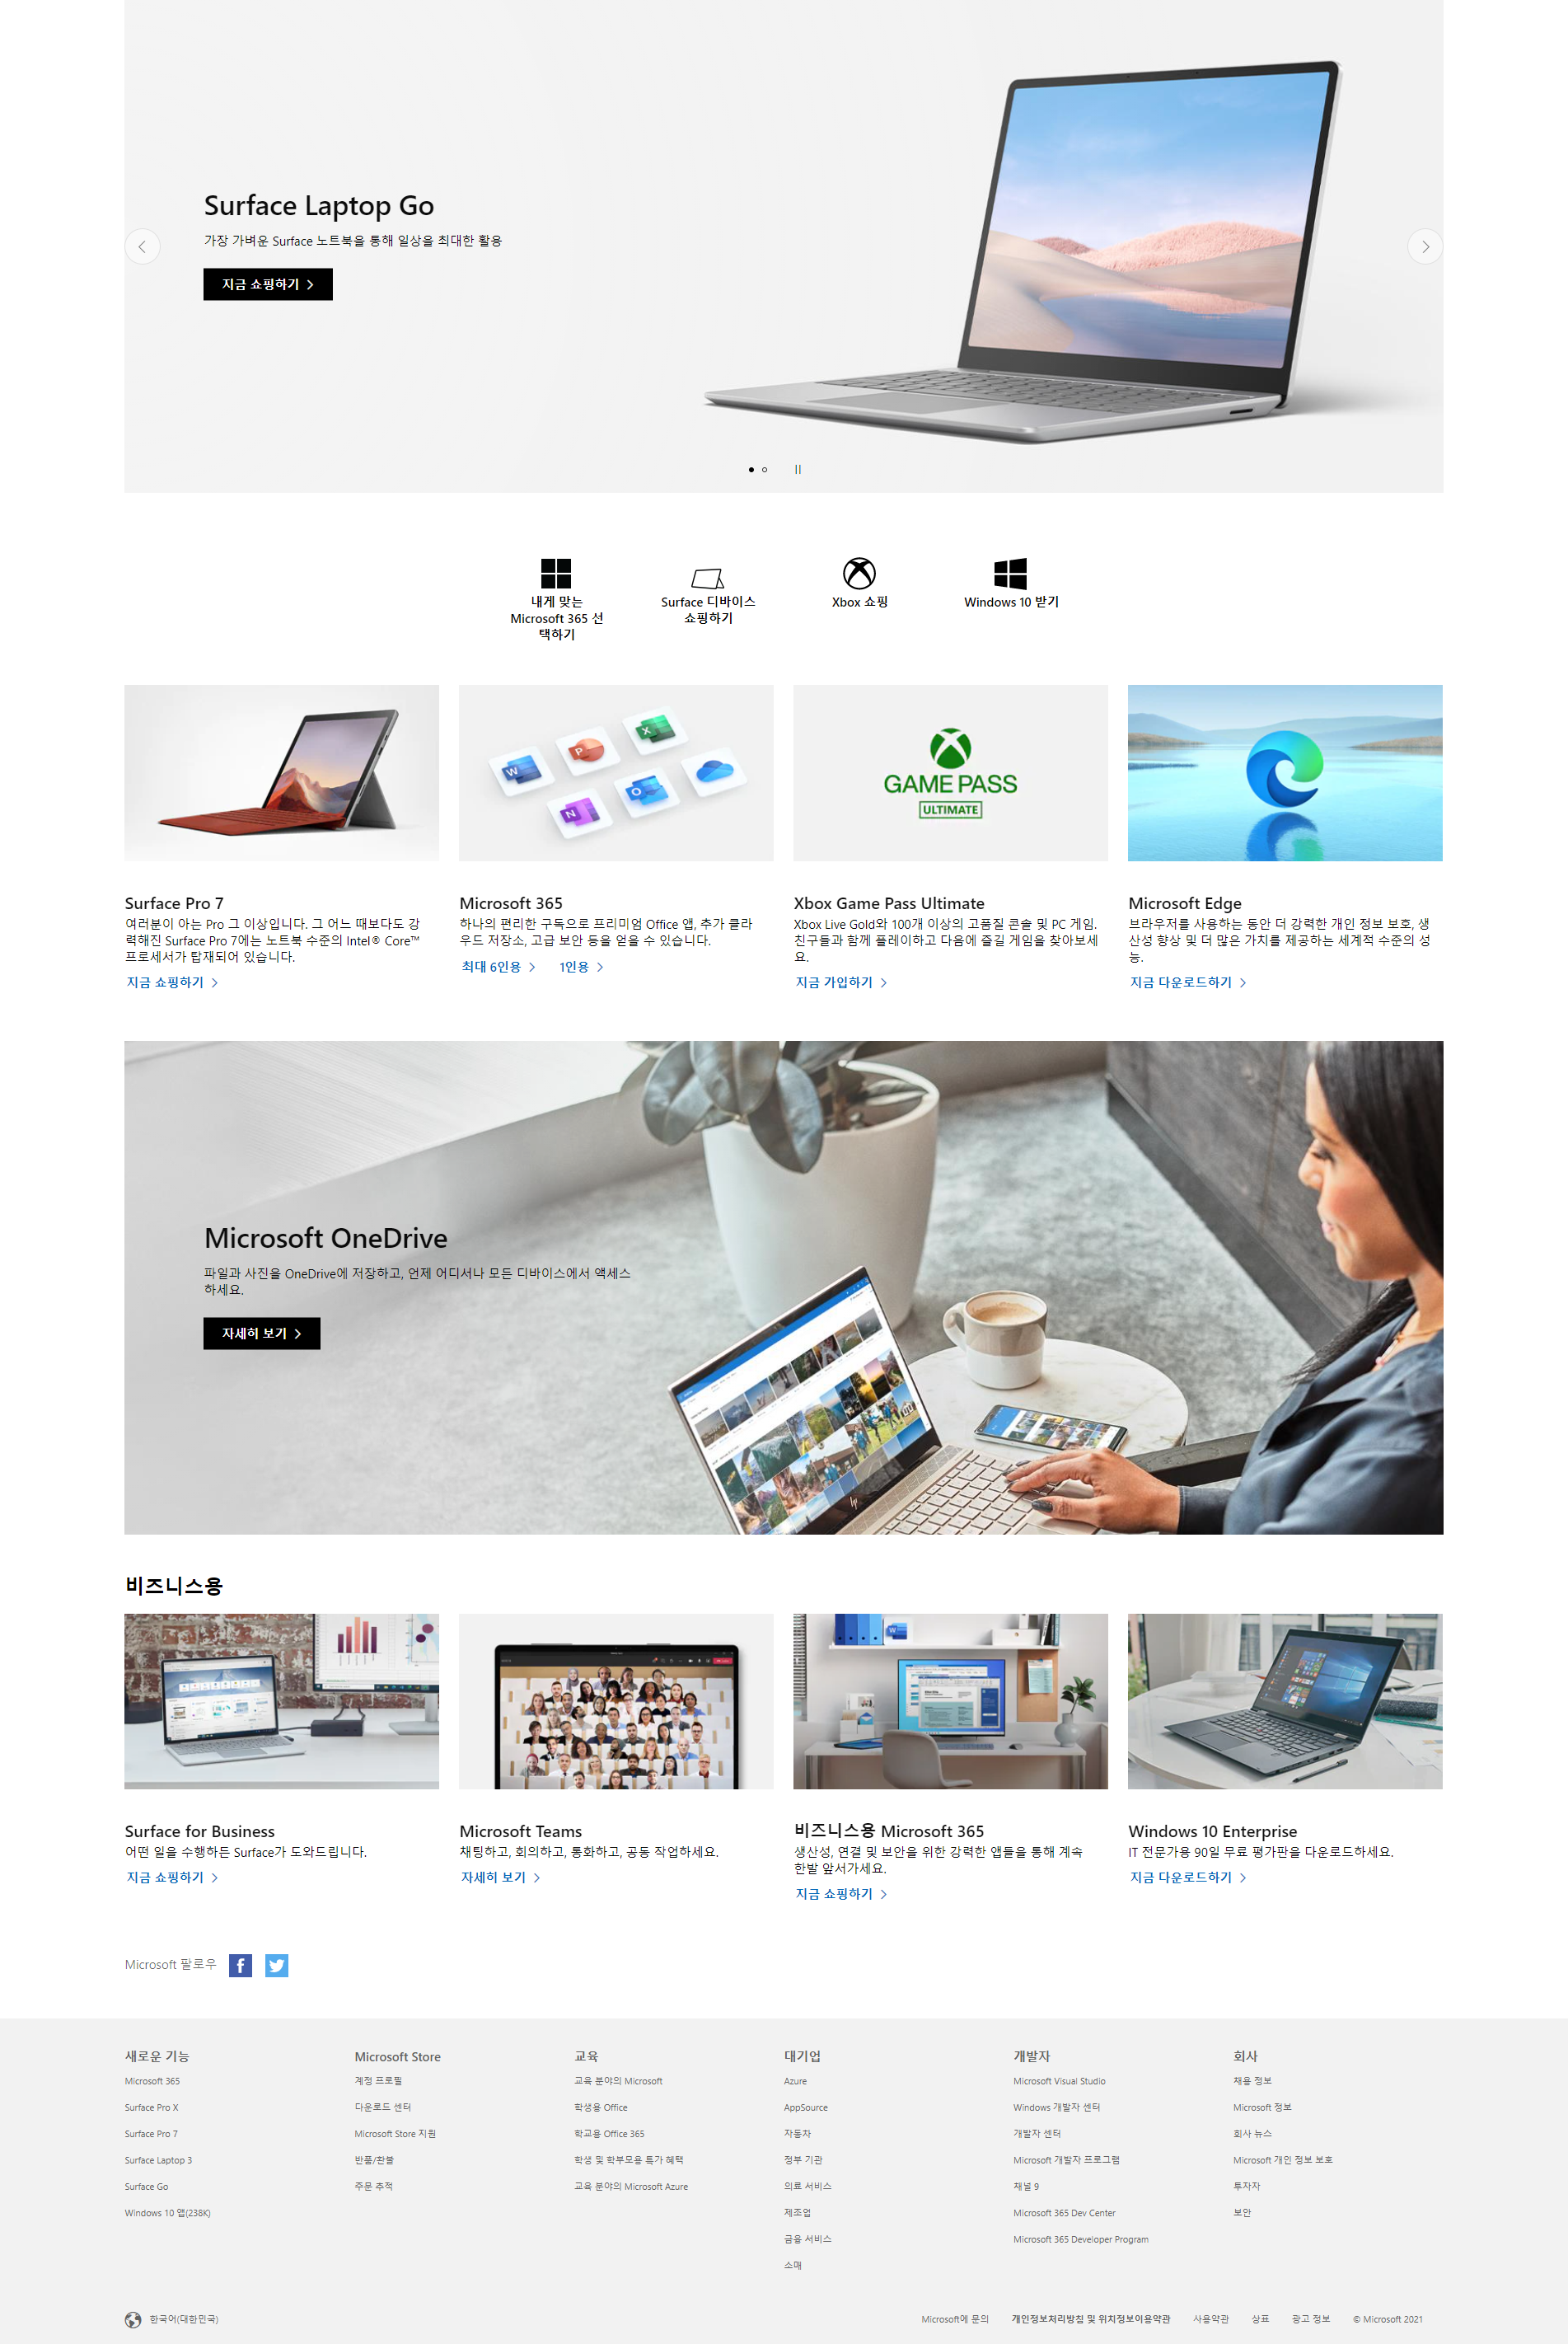 Surface Laptop Go
가장 가벼운 Surface 노트북을 통해 일상을 최대한 활용
지금 쇼핑하기
내게 맞는
Microsoft 365 선
택하기
Surface 디바이스
쇼핑하기
Xbox 쇼핑
Windows 10 받기
GAME PASS
ULTIMATE
Surface Pro 7
여러분이 아는 Pro 그 이상입니다. 그 어느 때보다도 강
력해진 Surface Pro 7에는 노트북 수준의 Intel® Core™
프로세서가 탑재되어 있습니다.
지금 쇼핑하기
Microsoft 365
하나의 편리한 구독으로 프리미엄 Office 앱, 추가 클라
우드 저장소, 고급 보안 등을 얻을 수 있습니다.
최대 6인용
1인용
Xbox Game Pass Ultimate
Xbox Live Gold와 100개 이상의 고품질 콘솔 및 PC 게임.
친구들과 함께 플레이하고 다음에 즐길 게임을 찾아보세
요.
지금 가입하기
Microsoft Edge
브라우저를 사용하는 동안 더 강력한 개인 정보 보호, 생
산성 향상 및 더 많은 가치를 제공하는 세계적 수준의 성
능.
지금 다운로드하기
Microsoft OneDrive
파일과 사진을 OneDrive에 저장하고, 언제 어디서나 모든 디바이스에서 액세스
하세요.
자세히 보기
비즈니스용
Surface for Business
어떤 일을 수행하든 Surface가 도와드립니다.
지금 쇼핑하기
Microsoft Teams
채팅하고, 회의하고, 통화하고, 공동 작업하세요.
자세히 보기
비즈니스용 Microsoft 365
생산성, 연결 및 보안을 위한 강력한 앱들을 통해 계속
한발 앞서가세요.
지금 쇼핑하기
Windows 10 Enterprise
IT 전문가용 90일 무료 평가판을 다운로드하세요.
지금 다운로드하기
Microsoft 팔로우
새로운 기능
Microsoft 365
Surface Pro X
Surface Pro 7
Surface Laptop 3
Surface Go
Windows 10 앱(238K)
Microsoft Store
계정 프로필
다운로드 센터
Microsoft Store 지원
반품/환불
주문 추적
교육
교육 분야의 Microsoft
학생용 Office
학교용 Office 365
학생 및 학부모용 특가 혜택
교육 분야의 Microsoft Azure
대기업
Azure
AppSource
자동차
정부 기관
의료 서비스
제조업
금융 서비스
소매
개발자
Microsoft Visual Studio
Windows 개발자 센터
개발자 센터
Microsoft 개발자 프로그램
채널 9
Microsoft 365 Dev Center
Microsoft 365 Developer Program
회사
채용 정보
Microsoft 정보
회사 뉴스
Microsoft 개인 정보 보호
투자자
보안
한국어(대한민국)
Microsoft에 문의
개인정보처리방침 및 위치정보이용약관
사용약관
상표
광고 정보
© Microsoft 2021